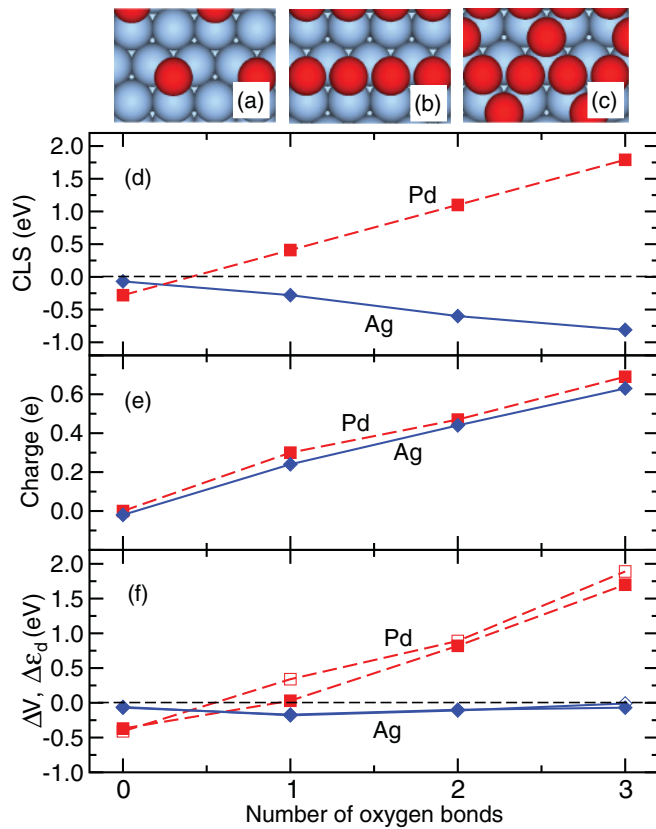 (a) (b) (c)
2.0
(d)
1.5
Pd
1.0
CLS (eV)
0.5
0.0
-0.5
Ag
-1.0
0.6
(e)
Pd
Charge (e)
0.4
Ag
0.2
0.0
2.0
(f)
1.5
ΔV, Δε_d (eV)
1.0
Pd
0.5
0.0
Ag
-0.5
-1.0
0 1 2 3
Number of oxygen bonds